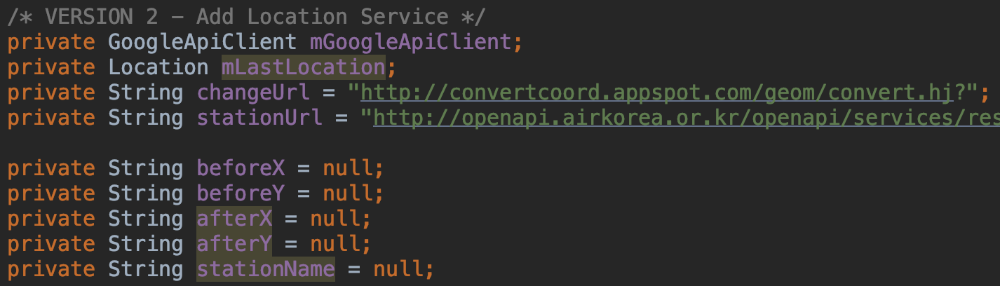 /* VERSION 2 - Add Location Service */
private GoogleApiClient mGoogleApiClient;
private Location mLastLocation;
private String changeUrl = "http://convertcoord.appspot.com/geom/convert.hj?";
private String stationUrl = "http://openapi.airkorea.or.kr/openapi/services/res
private String beforeX = null;
private String beforeY = null;
private String afterX = null;
private String afterY = null;
private String stationName = null;